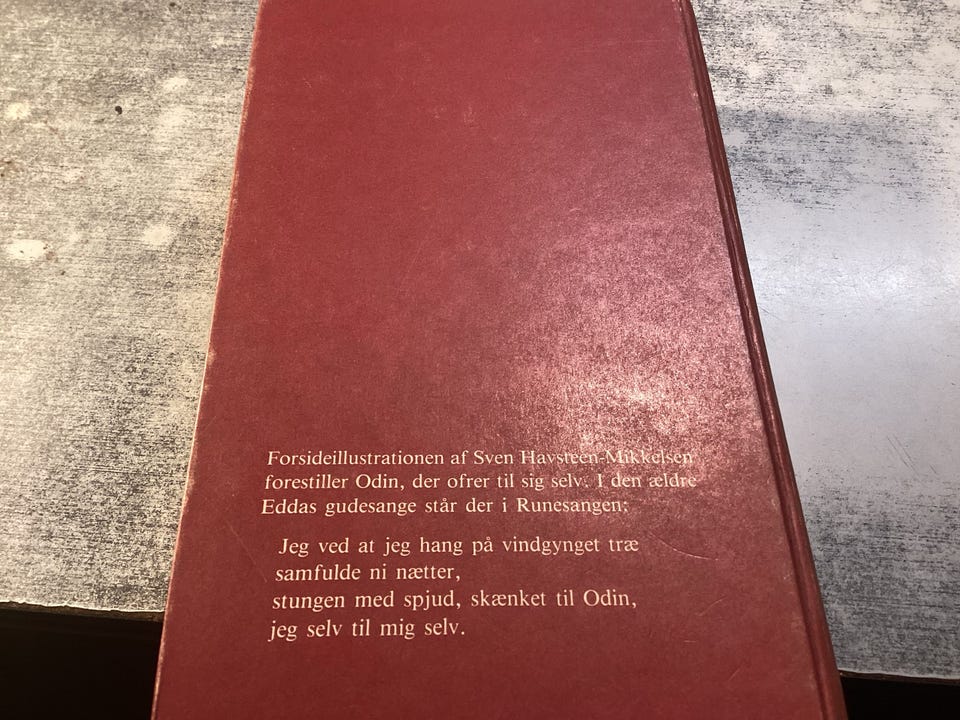 Forsideillustrationen af Sven Havsteen-Mikkelsen
forestiller Odin, der ofrer til sig selv. I den ældre
Eddas gudesange står der i Runesangen:
Jeg ved at jeg hang på vindgynget træ
samfulde ni nætter,
stungen med spjud, skænket til Odin,
jeg selv til mig selv.